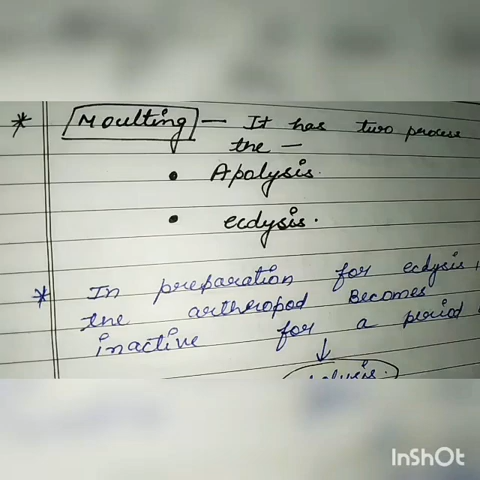 * Moulting — It has two process
the —
• Apolysis.
• ecdysis.
* In preparation for ecdysis,
the arthropod Becomes
inactive for a period
↓
InShOt